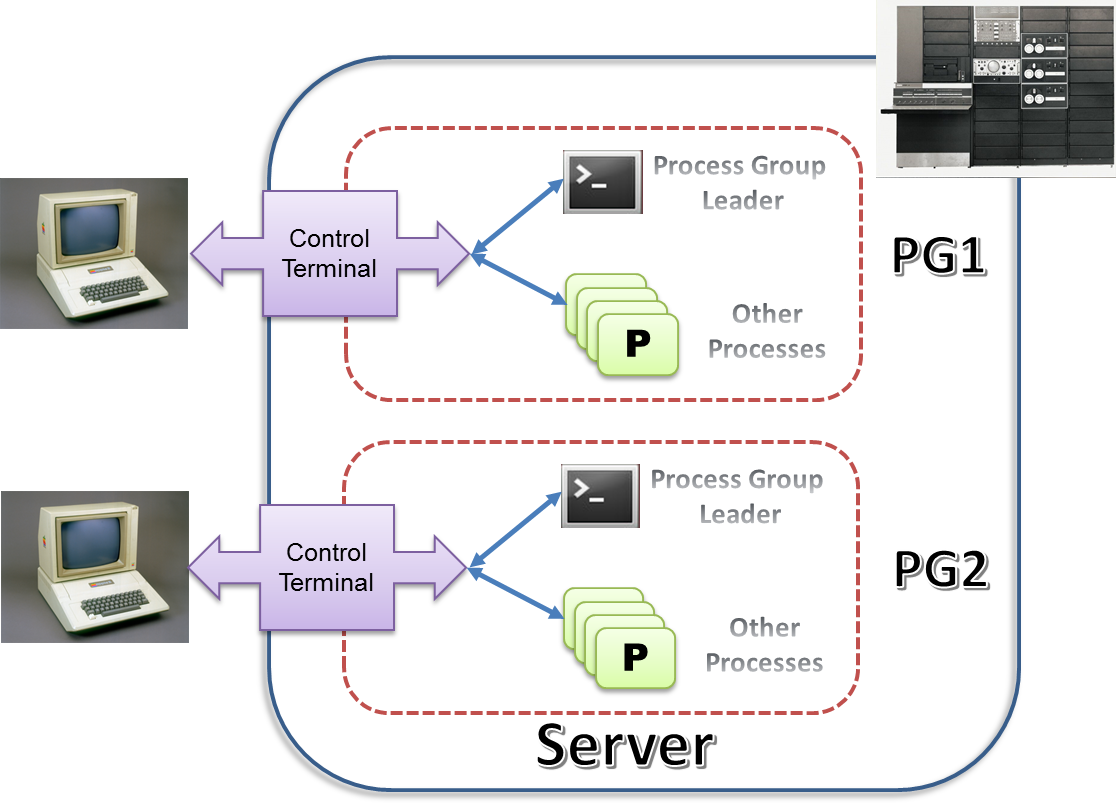 Process Group
Leader
Control
Terminal
PG1
Other
Processes
P
Process Group
Leader
Control
Terminal
PG2
Other
Processes
P
Server